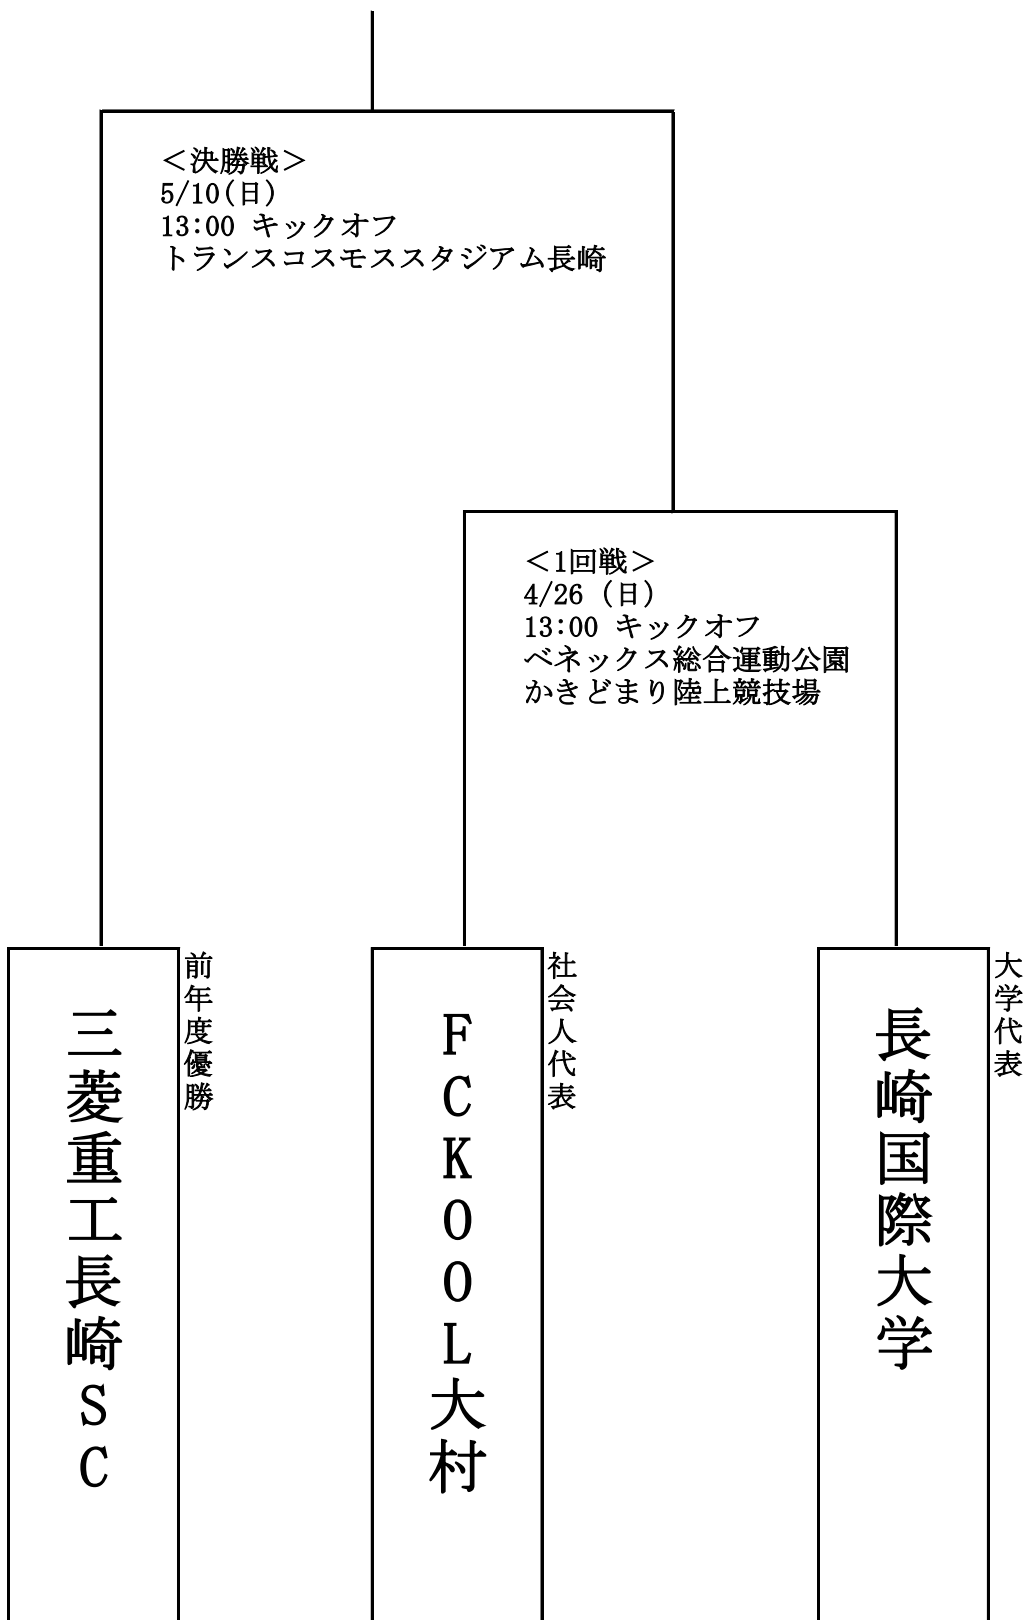 ＜決勝戦＞
5/10(日)
13:00 キックオフ
トランスコスモススタジアム長崎
＜1回戦＞
4/26 (日)
13:00 キックオフ
ベネックス総合運動公園
かきどまり陸上競技場
三菱重工長崎SC
前年度優勝
FCKOOL大村
社会人代表
長崎国際大学
大学代表